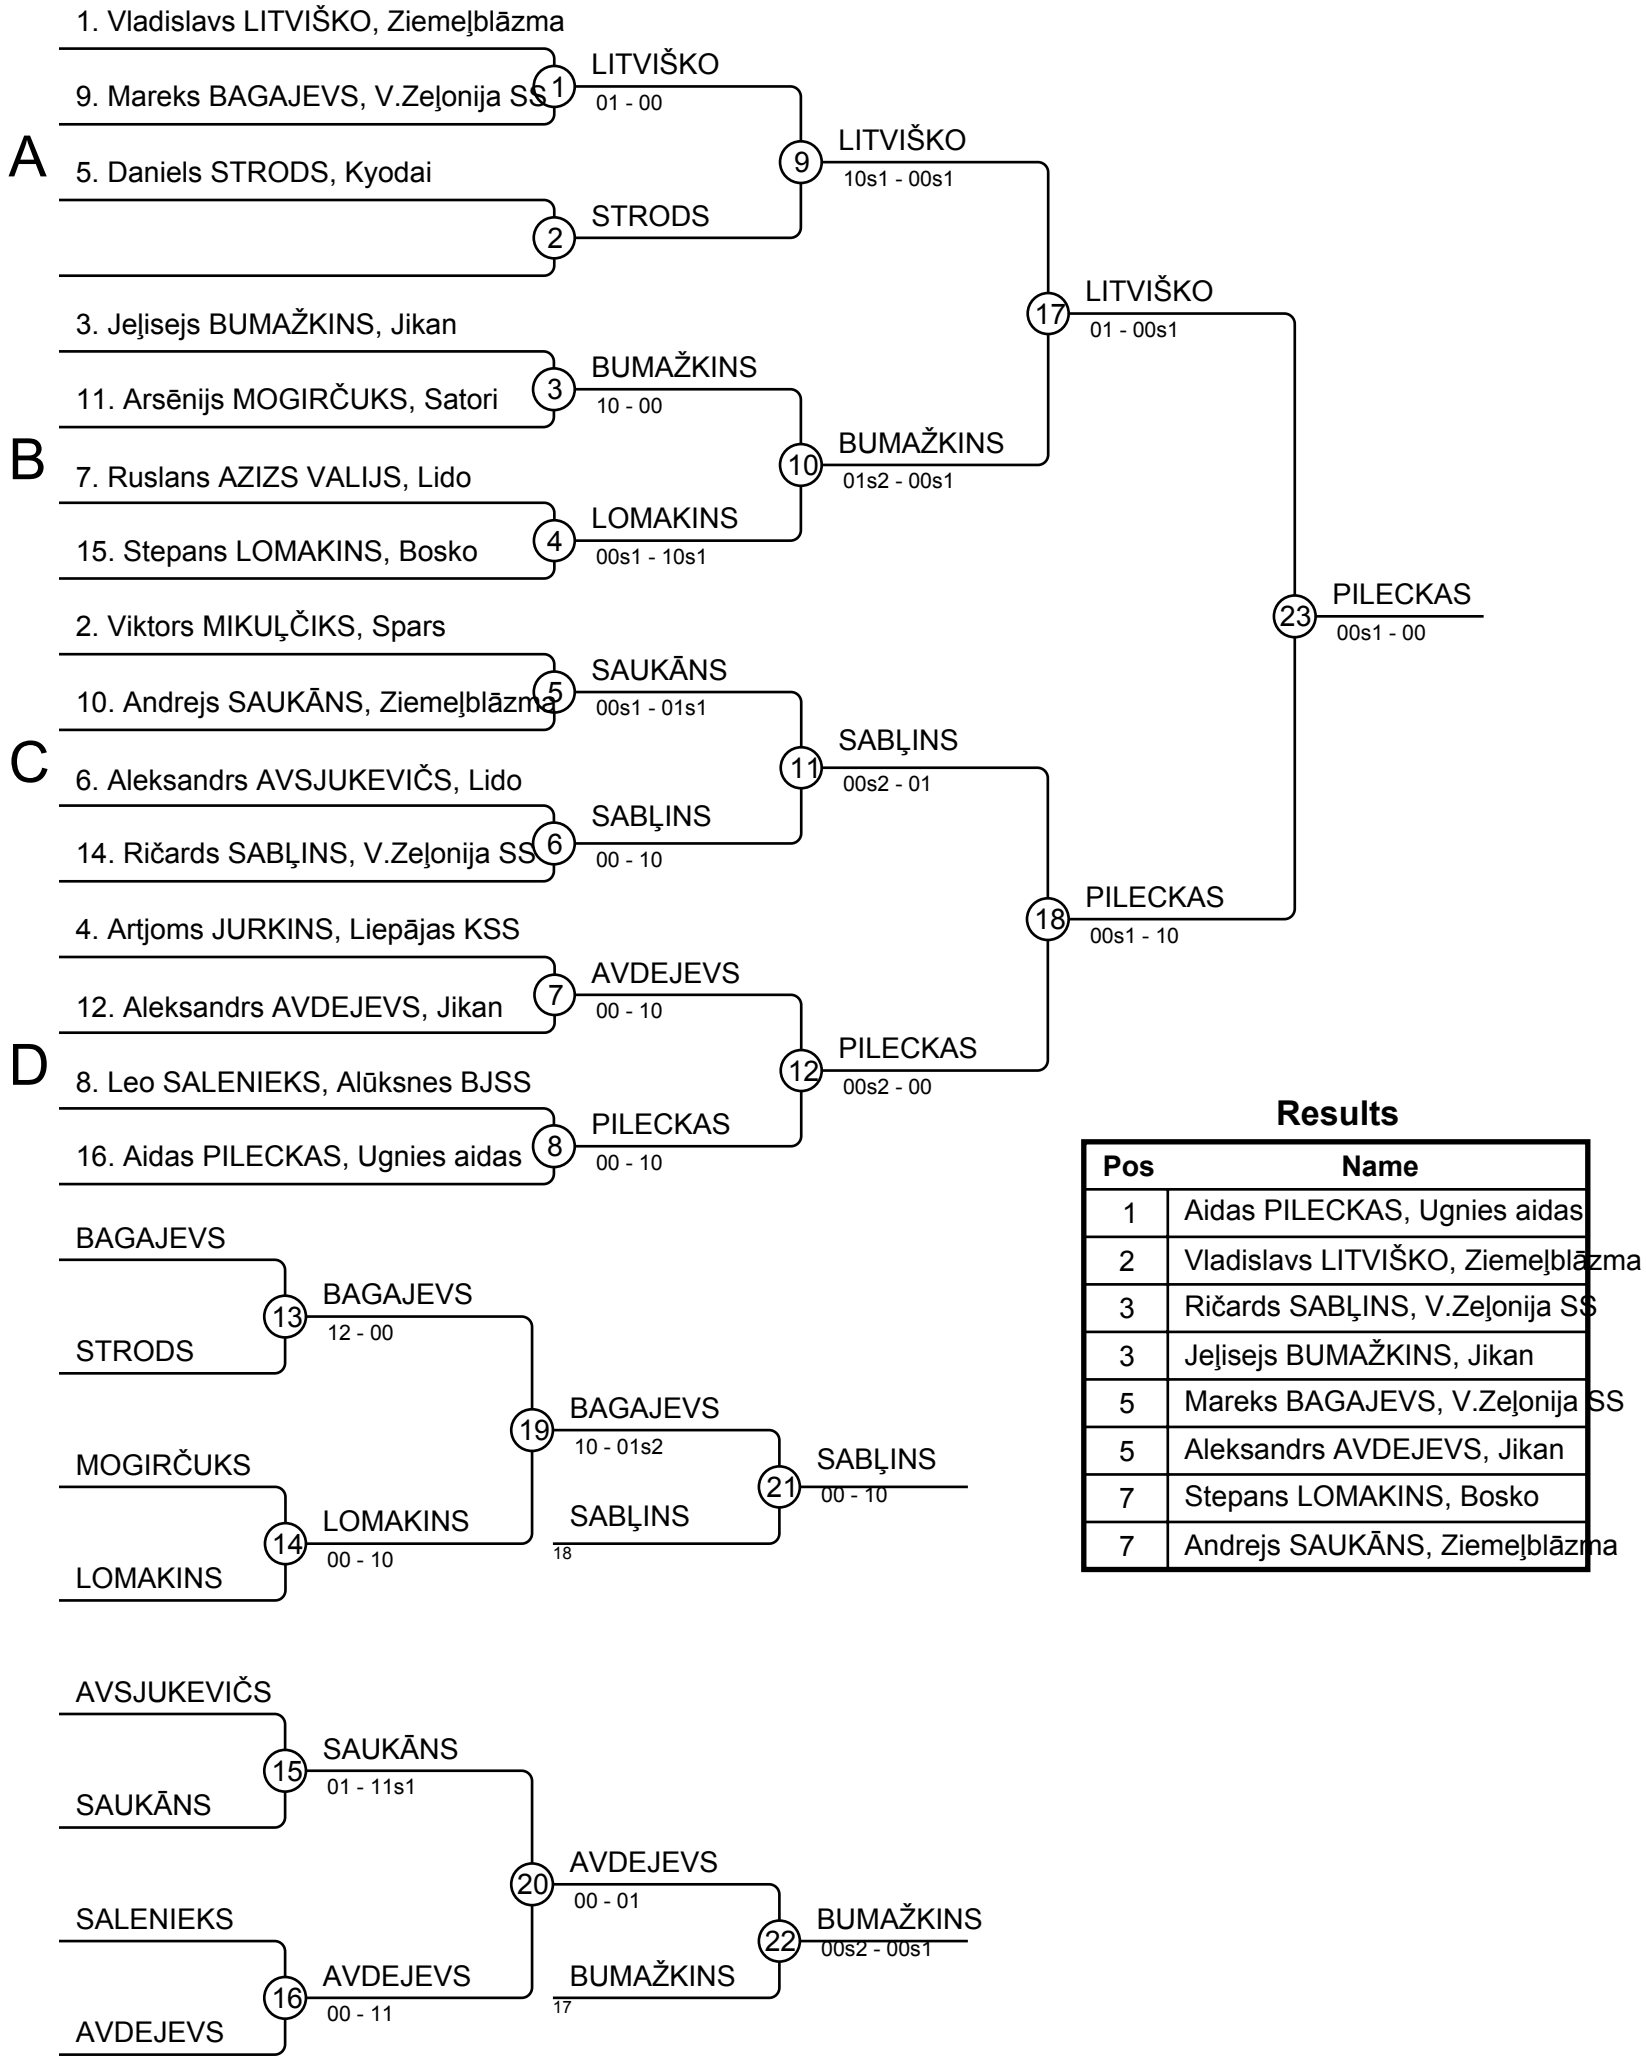 1. Vladislavs LITVIŠKO, Ziemeļblāzma
LITVIŠKO
1
9. Mareks BAGAJEVS, V.Zeļonija SS
01 - 00
A
LITVIŠKO
9
5. Daniels STRODS, Kyodai
10s1 - 00s1
STRODS
2
LITVIŠKO
17
3. Jeļisejs BUMAŽKINS, Jikan
01 - 00s1
BUMAŽKINS
3
11. Arsēnijs MOGIRČUKS, Satori
10 - 00
B
BUMAŽKINS
10
7. Ruslans AZIZS VALIJS, Lido
01s2 - 00s1
LOMAKINS
4
15. Stepans LOMAKINS, Bosko
00s1 - 10s1
PILECKAS
23
00s1 - 00
2. Viktors MIKUĻČIKS, Spars
SAUKĀNS
5
10. Andrejs SAUKĀNS, Ziemeļblāzma
00s1 - 01s1
C
SABĻINS
11
6. Aleksandrs AVSJUKEVIČS, Lido
00s2 - 01
SABĻINS
6
14. Ričards SABĻINS, V.Zeļonija SS
00 - 10
PILECKAS
18
4. Artjoms JURKINS, Liepājas KSS
00s1 - 10
AVDEJEVS
7
12. Aleksandrs AVDEJEVS, Jikan
00 - 10
D
PILECKAS
12
8. Leo SALENIEKS, Alūksnes BJSS
00s2 - 00
PILECKAS
8
16. Aidas PILECKAS, Ugnies aidas
00 - 10
Results
Pos Name
1 Aidas PILECKAS, Ugnies aidas
2 Vladislavs LITVIŠKO, Ziemeļblāzma
3 Ričards SABĻINS, V.Zeļonija SS
3 Jeļisejs BUMAŽKINS, Jikan
5 Mareks BAGAJEVS, V.Zeļonija SS
5 Aleksandrs AVDEJEVS, Jikan
7 Stepans LOMAKINS, Bosko
7 Andrejs SAUKĀNS, Ziemeļblāzma
BAGAJEVS
BAGAJEVS
13
12 - 00
STRODS
BAGAJEVS
19
10 - 01s2
MOGIRČUKS
SABĻINS
21
00 - 10
LOMAKINS
14
00 - 10
SABĻINS
18
LOMAKINS
AVSJUKEVIČS
SAUKĀNS
15
01 - 11s1
SAUKĀNS
AVDEJEVS
20
00 - 01
SALENIEKS
BUMAŽKINS
22
00s2 - 00s1
AVDEJEVS
16
00 - 11
BUMAŽKINS
17
AVDEJEVS